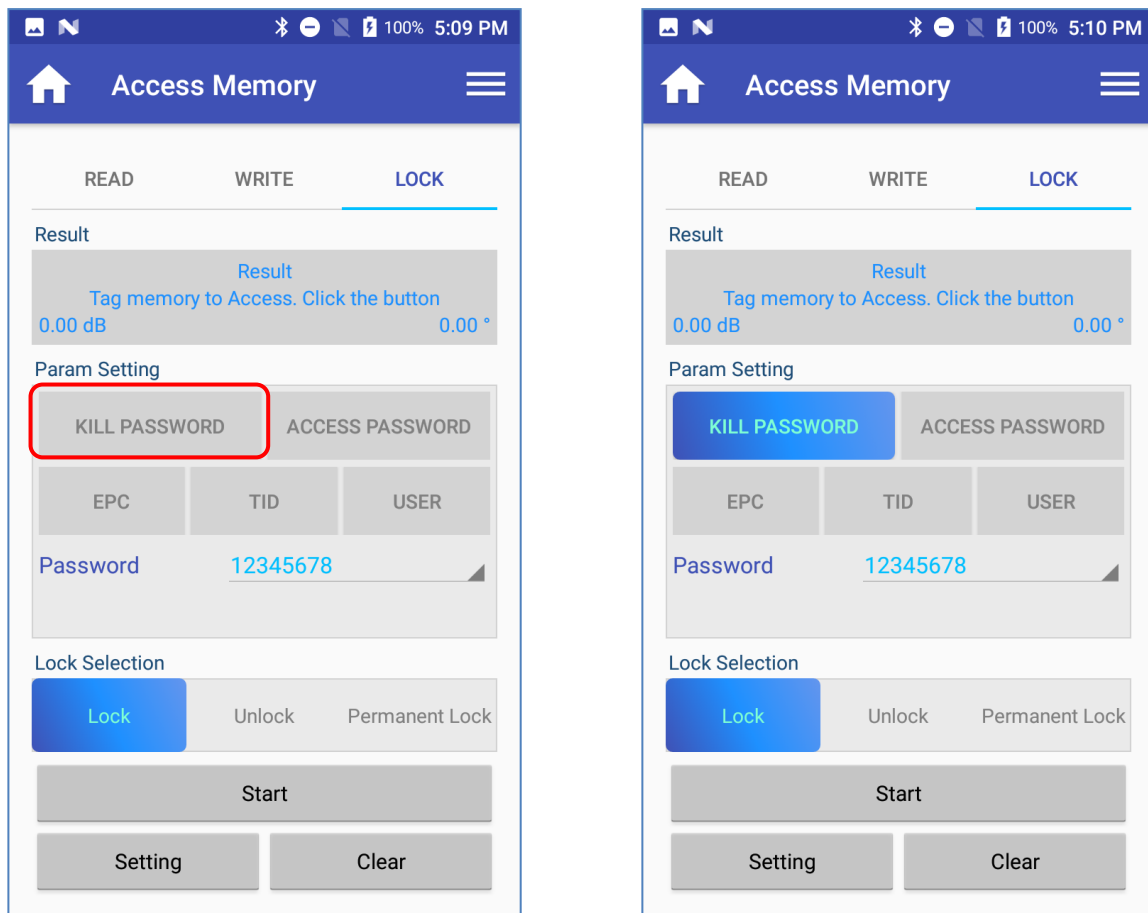 100% 5:09 PM
Access Memory
READ WRITE LOCK
Result
Result
Tag memory to Access. Click the button
0.00 dB 0.00 °
Param Setting
KILL PASSWORD ACCESS PASSWORD
EPC TID USER
Password 12345678
Lock Selection
Lock Unlock Permanent Lock
Start
Setting Clear
100% 5:10 PM
Access Memory
READ WRITE LOCK
Result
Result
Tag memory to Access. Click the button
0.00 dB 0.00 °
Param Setting
KILL PASSWORD ACCESS PASSWORD
EPC TID USER
Password 12345678
Lock Selection
Lock Unlock Permanent Lock
Start
Setting Clear